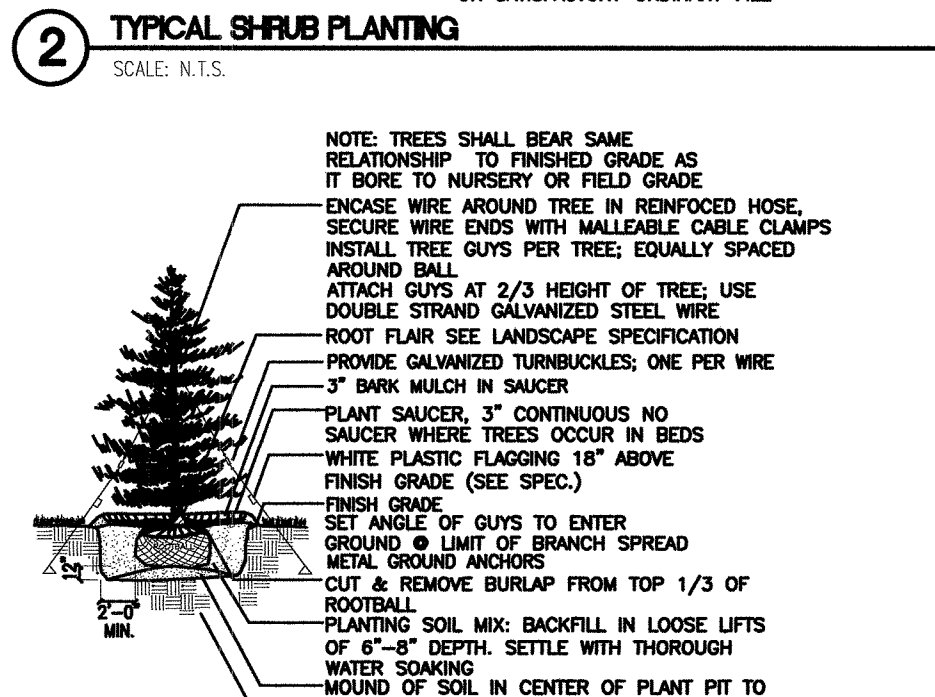 2
TYPICAL SHRUB PLANTING
SCALE: N.T.S.
NOTE: TREES SHALL BEAR SAME
RELATIONSHIP TO FINISHED GRADE AS
IT BORE TO NURSERY OR FIELD GRADE
ENCASE WIRE AROUND TREE IN REINFOCED HOSE,
SECURE WIRE ENDS WITH MALLEABLE CABLE CLAMPS
INSTALL TREE GUYS PER TREE; EQUALLY SPACED
AROUND BALL
ATTACH GUYS AT 2/3 HEIGHT OF TREE; USE
DOUBLE STRAND GALVANIZED STEEL WIRE
ROOT FLAIR SEE LANDSCAPE SPECIFICATION
PROVIDE GALVANIZED TURNBUCKLES; ONE PER WIRE
3" BARK MULCH IN SAUCER
PLANT SAUCER, 3" CONTINUOUS NO
SAUCER WHERE TREES OCCUR IN BEDS
WHITE PLASTIC FLAGGING 18" ABOVE
FINISH GRADE (SEE SPEC.)
FINISH GRADE
SET ANGLE OF GUYS TO ENTER
GROUND @ LIMIT OF BRANCH SPREAD
METAL GROUND ANCHORS
CUT & REMOVE BURLAP FROM TOP 1/3 OF
ROOTBALL
PLANTING SOIL MIX: BACKFILL IN LOOSE LIFTS
OF 6"-8" DEPTH. SETTLE WITH THOROUGH
WATER SOAKING
MOUND OF SOIL IN CENTER OF PLANT PIT TO
12"
2'-0"
MIN.